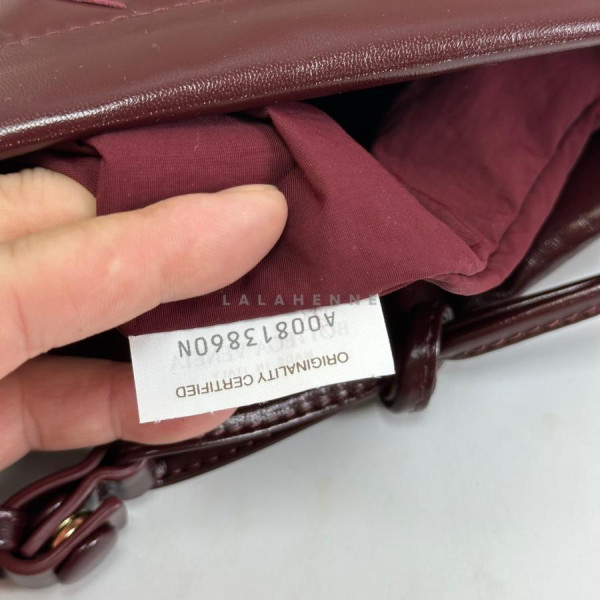 LALAHENNE
ORIGINALITY CERTIFIED
A00813860N